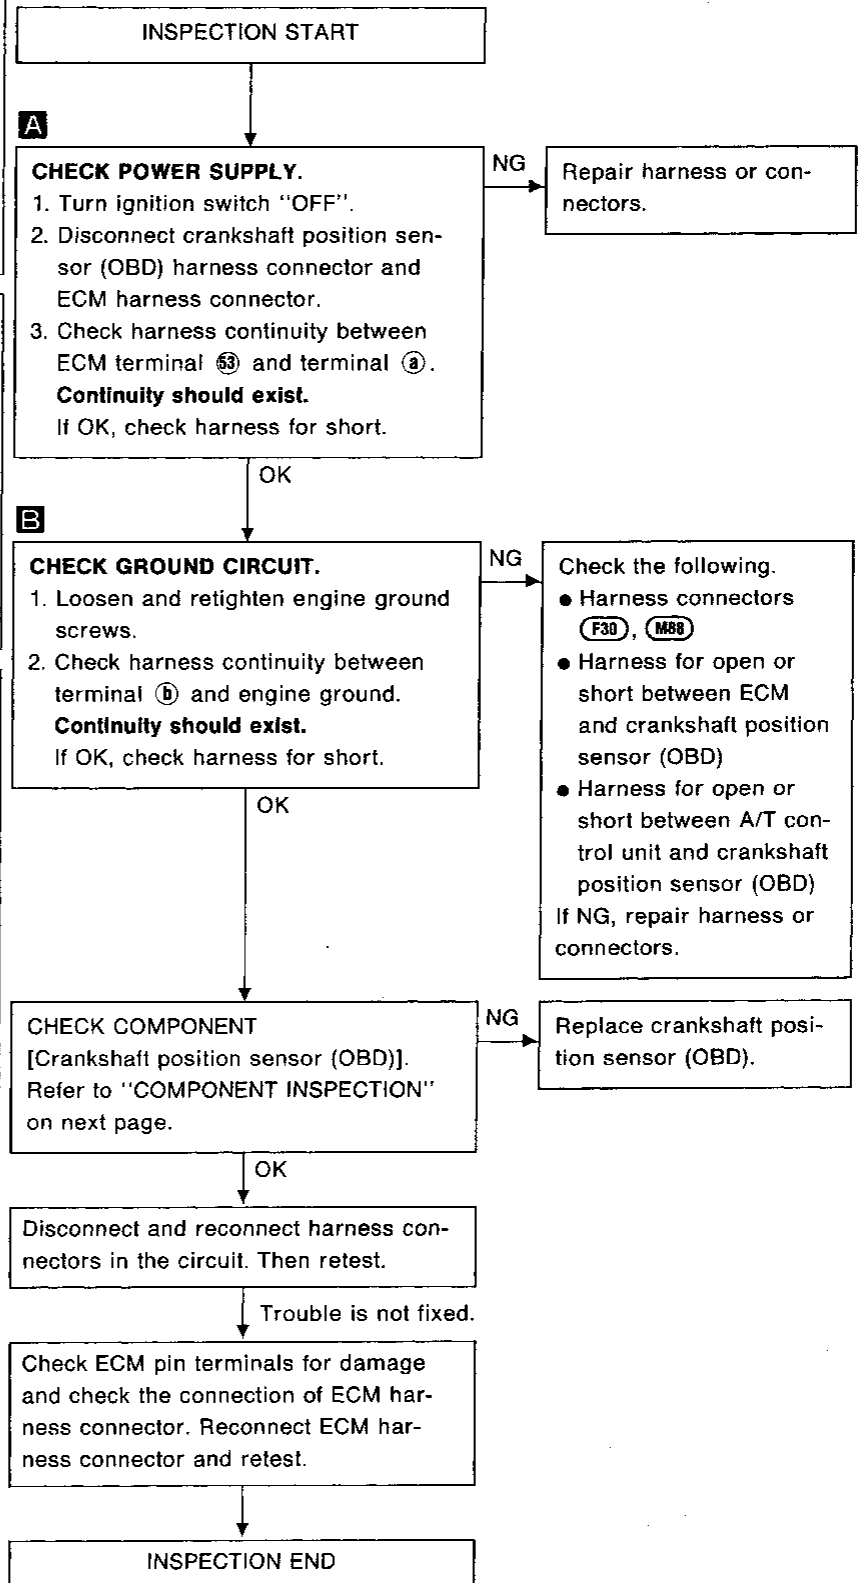 INSPECTION START
A
CHECK POWER SUPPLY.
1. Turn ignition switch "OFF".
2. Disconnect crankshaft position sen-
sor (OBD) harness connector and
ECM harness connector.
3. Check harness continuity between
ECM terminal 53 and terminal a.
Continuity should exist.
If OK, check harness for short.
NG
Repair harness or con-
nectors.
OK
B
CHECK GROUND CIRCUIT.
1. Loosen and retighten engine ground
screws.
2. Check harness continuity between
terminal b and engine ground.
Continuity should exist.
If OK, check harness for short.
NG
Check the following.
● Harness connectors
F30, M88
● Harness for open or
short between ECM
and crankshaft position
sensor (OBD)
● Harness for open or
short between A/T con-
trol unit and crankshaft
position sensor (OBD)
If NG, repair harness or
connectors.
OK
CHECK COMPONENT
[Crankshaft position sensor (OBD)].
Refer to "COMPONENT INSPECTION"
on next page.
NG
Replace crankshaft posi-
tion sensor (OBD).
OK
Disconnect and reconnect harness con-
nectors in the circuit. Then retest.
Trouble is not fixed.
Check ECM pin terminals for damage
and check the connection of ECM har-
ness connector. Reconnect ECM har-
ness connector and retest.
INSPECTION END